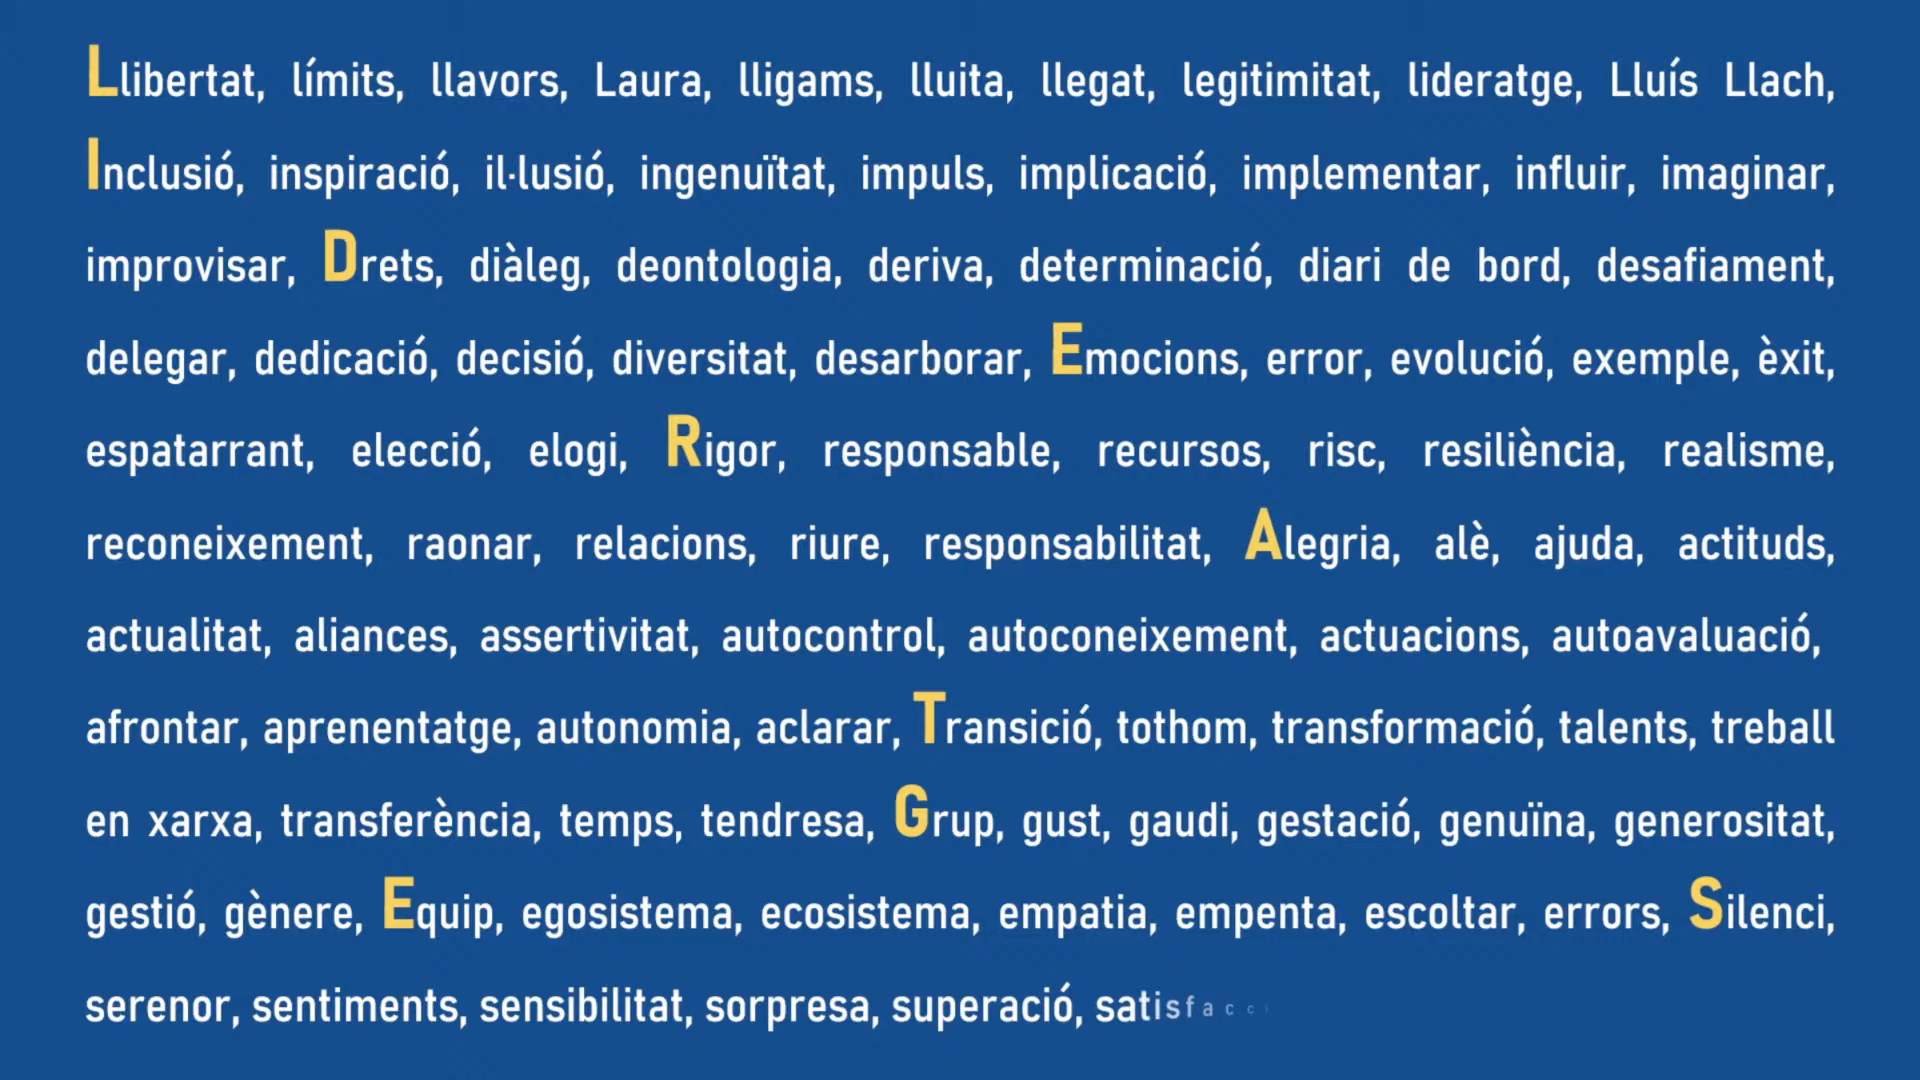 Llibertat, límits, llavors, Laura, lligams, lluita, llegat, legitimitat, lideratge, Lluís Llach,
Inclusió, inspiració, il·lusió, ingenuïtat, impuls, implicació, implementar, influir, imaginar,
improvisar, Drets, diàleg, deontologia, deriva, determinació, diari de bord, desafiament,
delegar, dedicació, decisió, diversitat, desarborar, Emocions, error, evolució, exemple, èxit,
espatarrant, elecció, elogi, Rigor, responsable, recursos, risc, resiliència, realisme,
reconeixement, raonar, relacions, riure, responsabilitat, Alegria, alè, ajuda, actituds,
actualitat, aliances, assertivitat, autocontrol, autoconeixement, actuacions, autoavaluació,
afrontar, aprenentatge, autonomia, aclarar, Transició, tothom, transformació, talents, treball
en xarxa, transferència, temps, tendresa, Grup, gust, gaudi, gestació, genuïna, generositat,
gestió, gènere, Equip, egosistema, ecosistema, empatia, empenta, escoltar, errors, Silenci,
serenor, sentiments, sensibilitat, sorpresa, superació, satisfacc